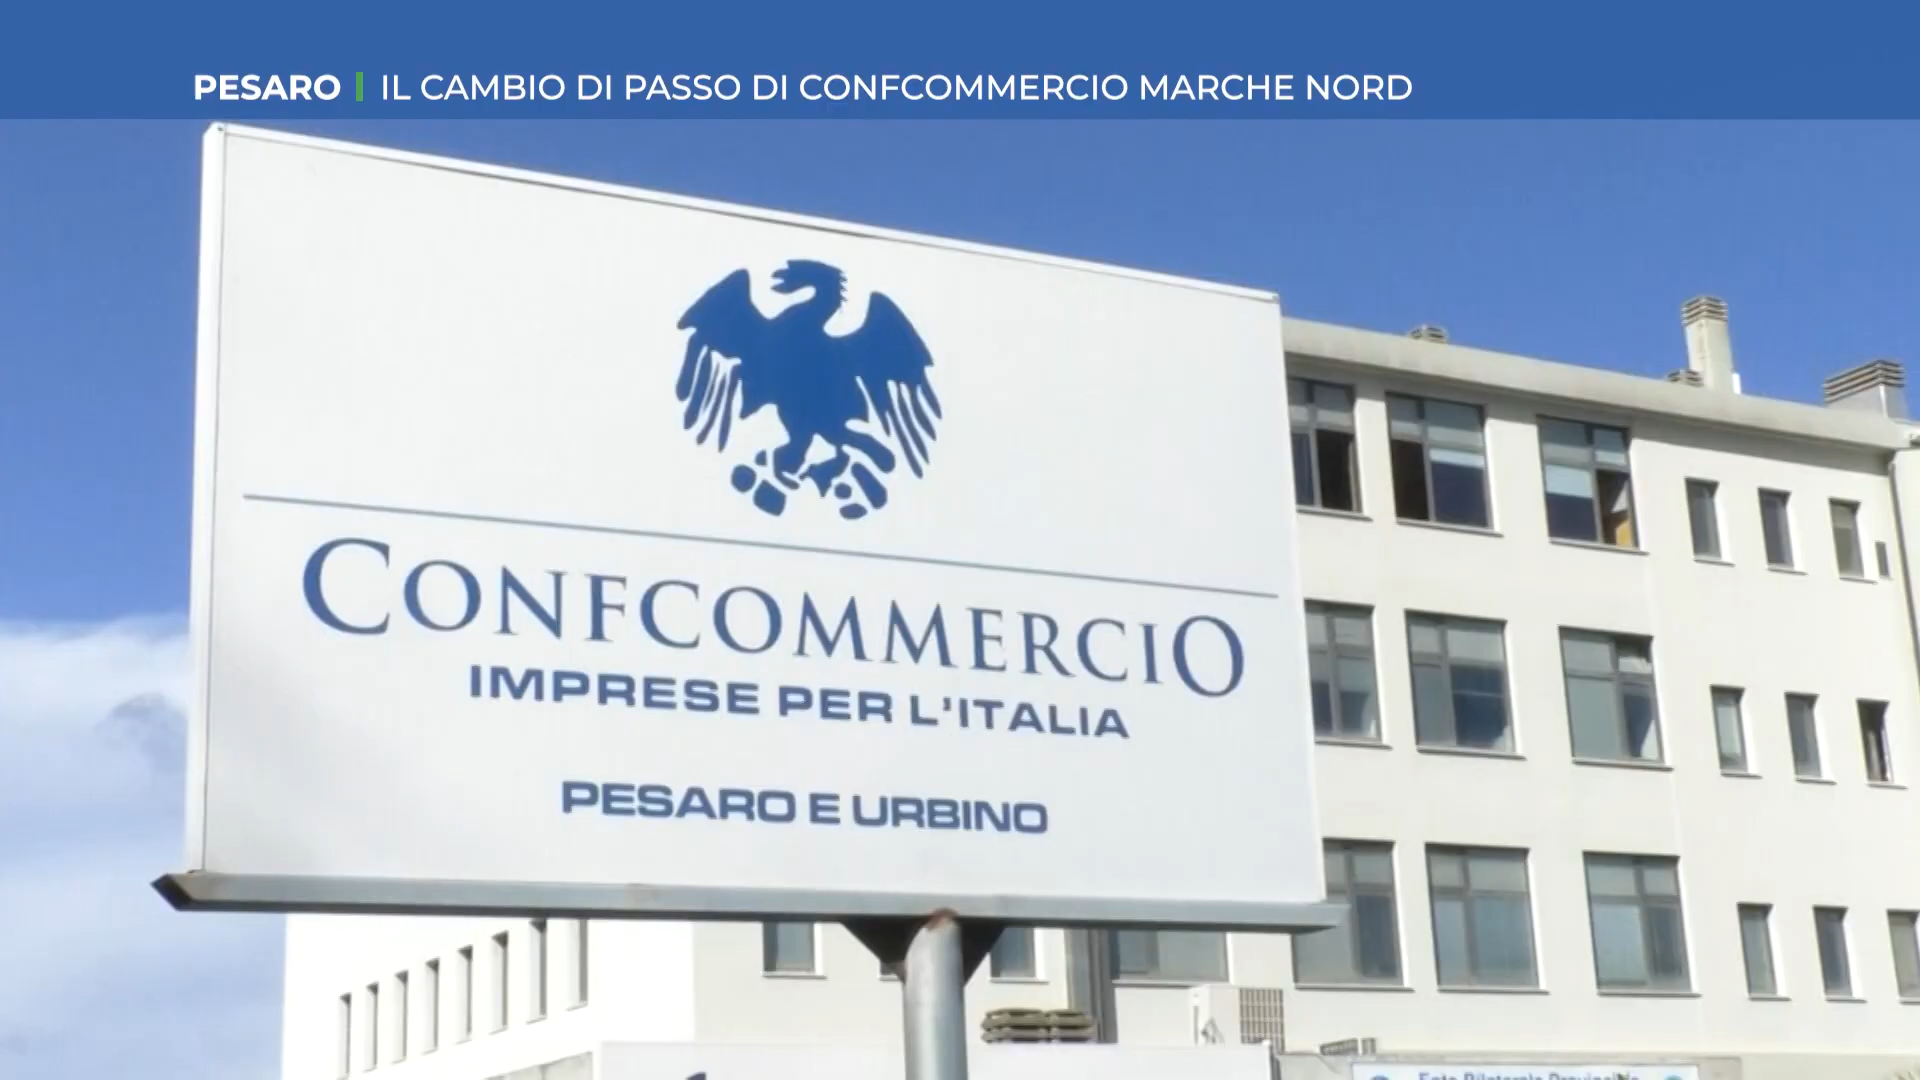 PESARO | IL CAMBIO DI PASSO DI CONFCOMMERCIO MARCHE NORD
CONFCOMMERCIO
IMPRESE PER L'ITALIA
PESARO E URBINO